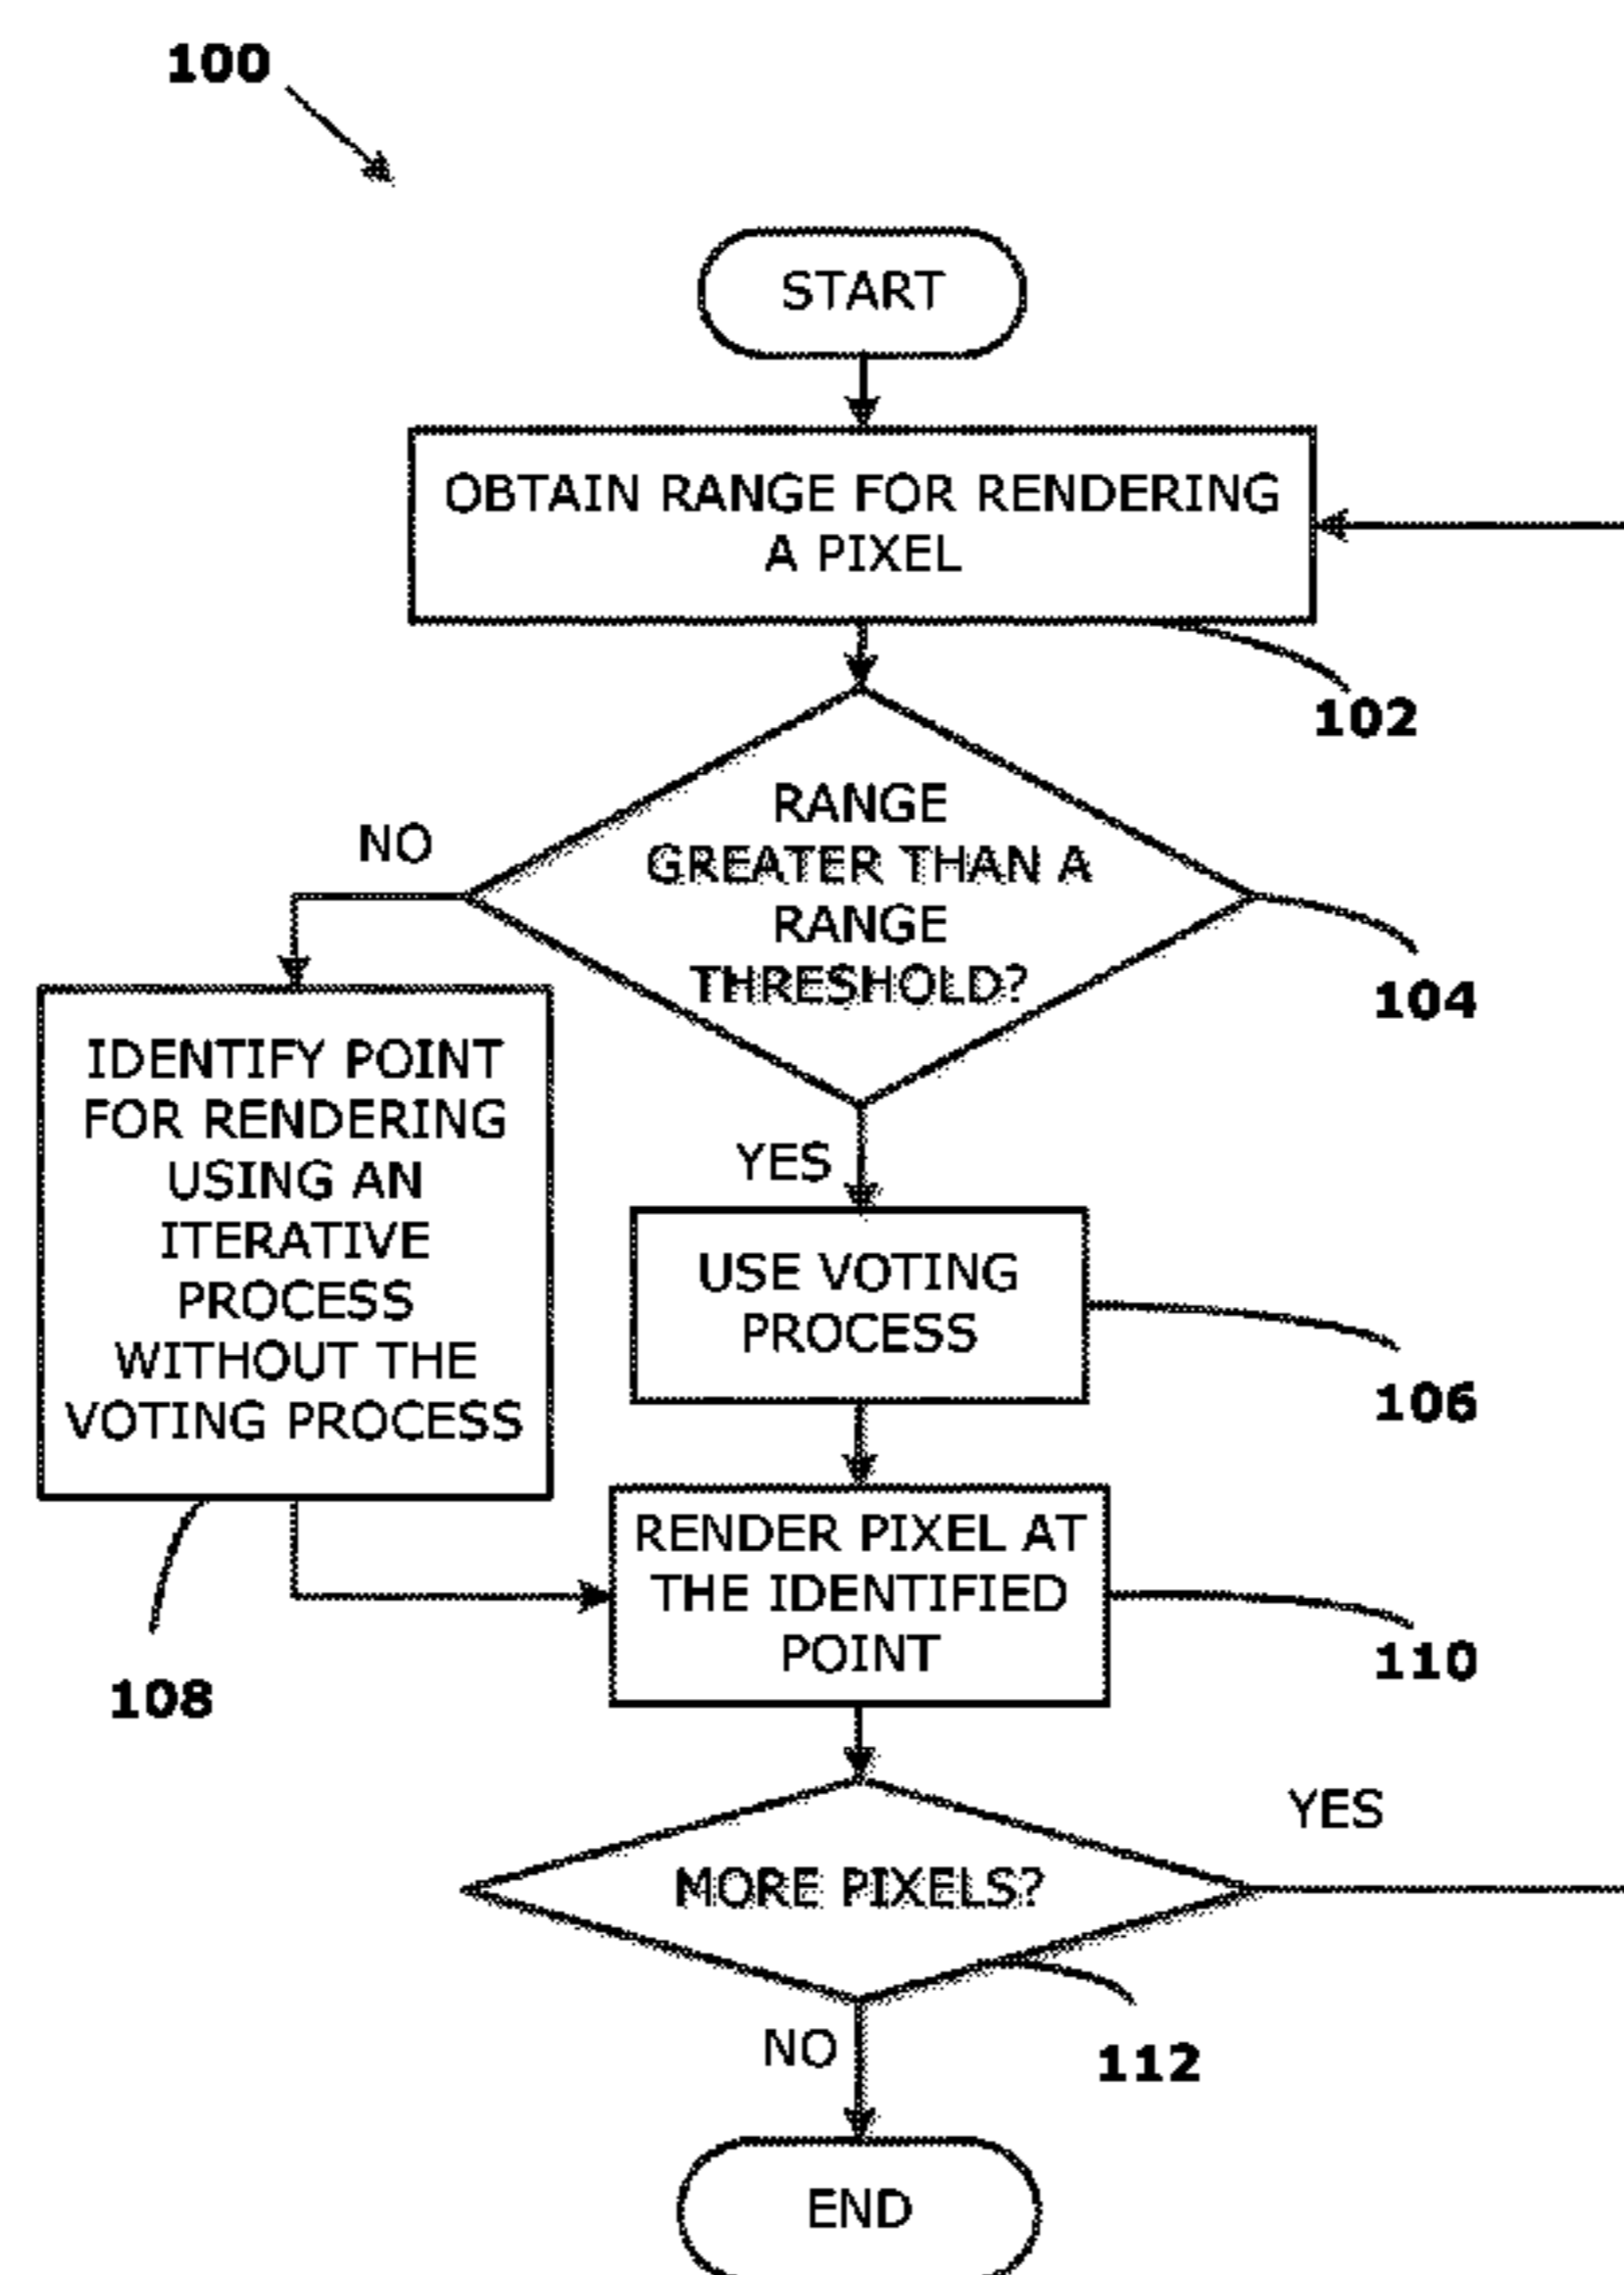 100
START
OBTAIN RANGE FOR RENDERING
A PIXEL
102
RANGE
GREATER THAN A
RANGE
THRESHOLD?
104
NO
IDENTIFY POINT
FOR RENDERING
USING AN
ITERATIVE
PROCESS
WITHOUT THE
VOTING PROCESS
108
YES
USE VOTING
PROCESS
106
RENDER PIXEL AT
THE IDENTIFIED
POINT
110
MORE PIXELS?
YES
112
NO
END